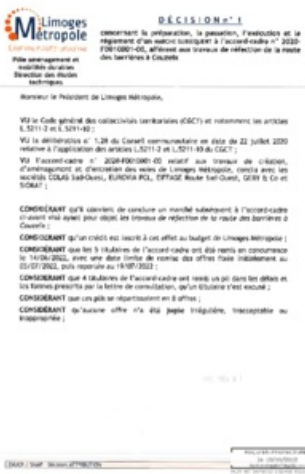 Limoges
Métropole
COMMUNAUTÉ URBAINE
Pôle aménagement et
mobilités durables
Direction des études
techniques.
DÉCISION n° 1
concernant la préparation, la passation, l'exécution et le
règlement d'un marché subséquent à l'accord-cadre n° 2020-
F0010001-00, afférent aux travaux de réfection de la route
des barrières à Couzeix
Monsieur le Président de Limoges Métropole,
VU le Code général des collectivités territoriales (CGCT) et notamment les articles
L.5211-2 et L.5211-10 ;
VU la délibération n° 1.28 du Conseil communautaire en date du 22 juillet 2020
relative à l'application des articles L.5211-2 et L.5211-10 du CGCT ;
VU l'accord-cadre n° 2020-F0010001-00 relatif aux travaux de création,
d'aménagement et d'entretien des voies de Limoges Métropole, conclu avec les
sociétés COLAS Sud-Ouest, EUROVIA PCL, EIFFAGE Route Sud-Ouest, GERY & Co et
SIORAT ;
CONSIDÉRANT qu'il convient de conclure un marché subséquent à l'accord-cadre
ci-avant visé ayant pour objet les travaux de réfection de la route des barrières à
Couzeix ;
CONSIDÉRANT qu'un crédit est inscrit à cet effet au budget de Limoges Métropole ;
CONSIDÉRANT que les 5 titulaires de l'accord-cadre ont été remis en concurrence
le 14/06/2022, avec une date limite de remise des offres fixée initialement au
05/07/2022, puis reportée au 19/07/2022 ;
CONSIDÉRANT que 4 titulaires de l'accord-cadre ont remis un pli dans les délais et
les formes prescrits par la lettre de consultation, qu'un titulaire s'est excusé ;
CONSIDÉRANT que ces plis se répartissaient en 8 offres ;
CONSIDÉRANT qu'aucune offre n'a été jugée irrégulière, inacceptable ou
inappropriée ;